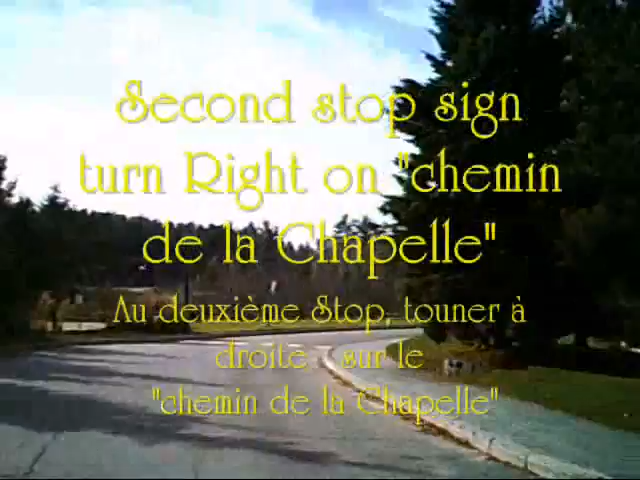 Second stop sign
turn Right on "chemin
de la Chapelle"
Au deuxième Stop, touner à
droite sur le
"chemin de la Chapelle"